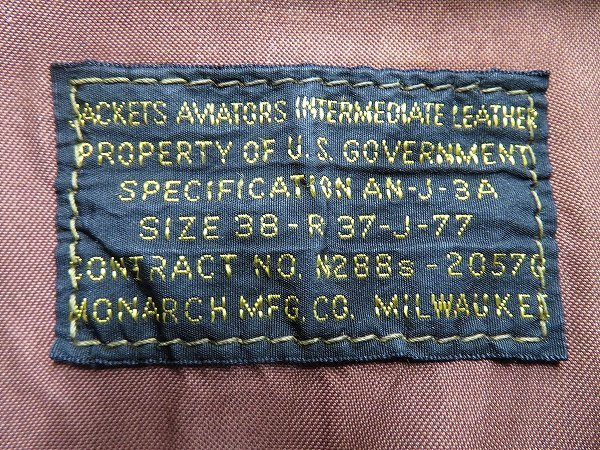 JACKETS AVIATORS INTERMEDIATE LEATHER
PROPERTY OF U.S. GOVERNMENT
SPECIFICATION AN-J-3A
SIZE 38-R 37-J-77
CONTRACT NO. N288s-20570
MONARCH MFG. CO. MILWAUKEE